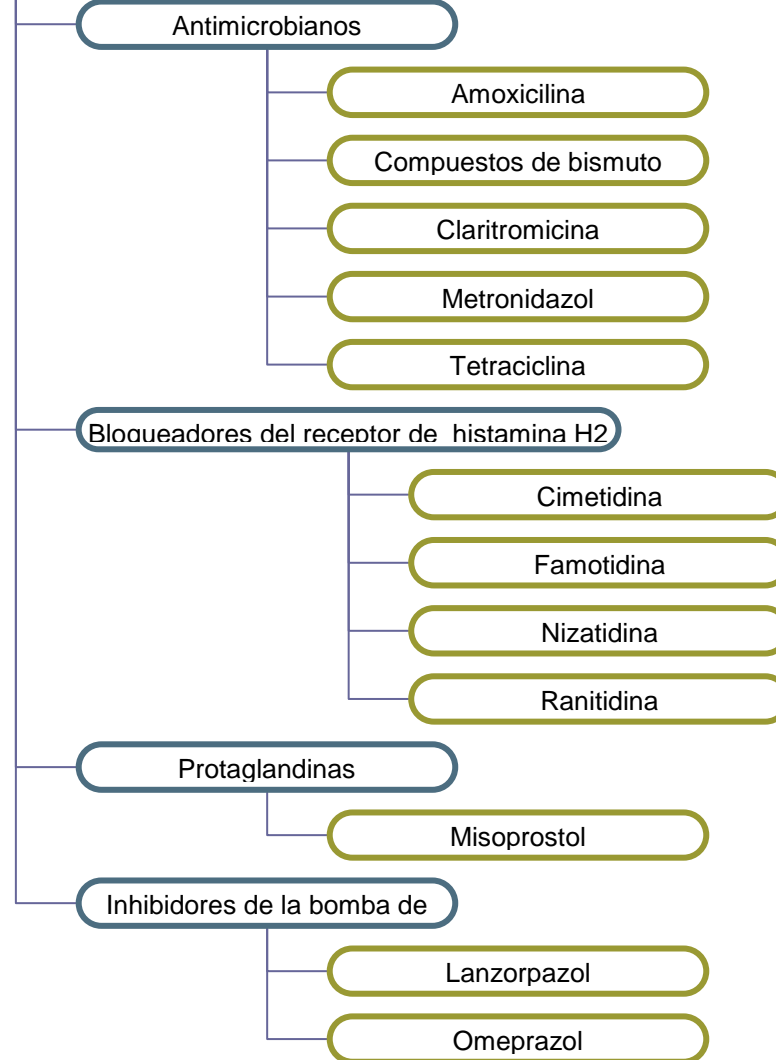 Antimicrobianos
Amoxicilina
Compuestos de bismuto
Claritromicina
Metronidazol
Tetraciclina
Bloqueadores del receptor de histamina H2
Cimetidina
Famotidina
Nizatidina
Ranitidina
Protaglandinas
Misoprostol
Inhibidores de la bomba de
Lanzorpazol
Omeprazol